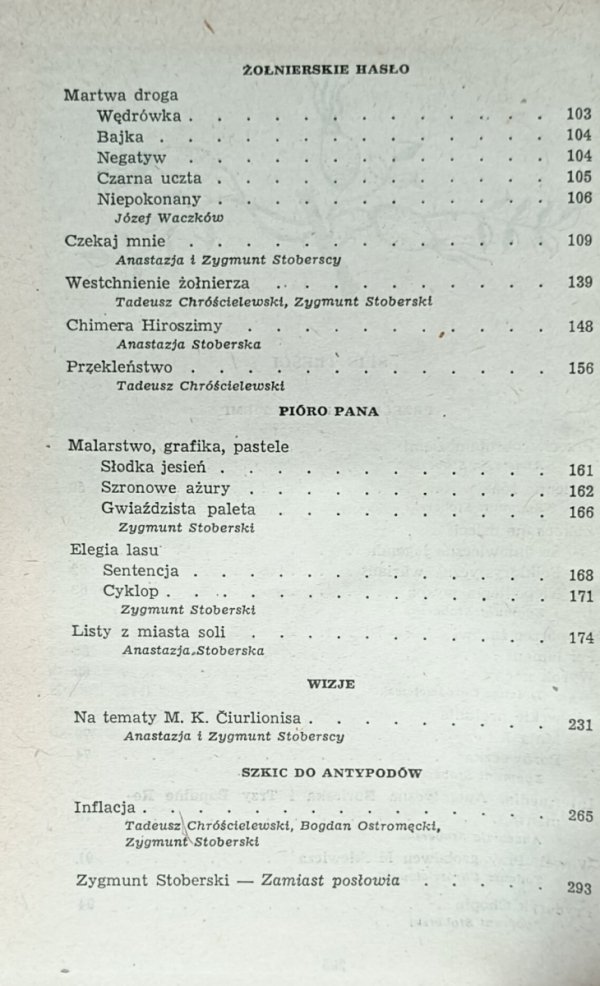 ŻOŁNIERSKIE HASŁO
Martwa droga
Wędrówka . . . . . . . . . . . . . 103
Bajka . . . . . . . . . . . . . . 104
Negatyw . . . . . . . . . . . . . 104
Czarna uczta . . . . . . . . . . . . 105
Niepokonany . . . . . . . . . . . . 106
Józef Waczków
Czekaj mnie . . . . . . . . . . . . . 109
Anastazja i Zygmunt Stoberscy
Westchnienie żołnierza . . . . . . . . . . 139
Tadeusz Chróścielewski, Zygmunt Stoberski
Chimera Hiroszimy . . . . . . . . . . . 148
Anastazja Stoberska
Przekleństwo . . . . . . . . . . . . . 156
Tadeusz Chróścielewski
PIÓRO PANA
Malarstwo, grafika, pastele
Słodka jesień . . . . . . . . . . . . 161
Szronowe ażury . . . . . . . . . . . 162
Gwiaździsta paleta . . . . . . . . . . 166
Zygmunt Stoberski
Elegia lasu
Sentencja . . . . . . . . . . . . . 168
Cyklop . . . . . . . . . . . . . . 171
Zygmunt Stoberski
Listy z miasta soli . . . . . . . . . . . 174
Anastazja Stoberska
WIZJE
Na tematy M. K. Čiurlionisa . . . . . . . . . 231
Anastazja i Zygmunt Stoberscy
SZKIC DO ANTYPODÓW
Inflacja . . . . . . . . . . . . . . . 265
Tadeusz Chróścielewski, Bogdan Ostromęcki,
Zygmunt Stoberski
Zygmunt Stoberski — Zamiast posłowia . . . . . 293